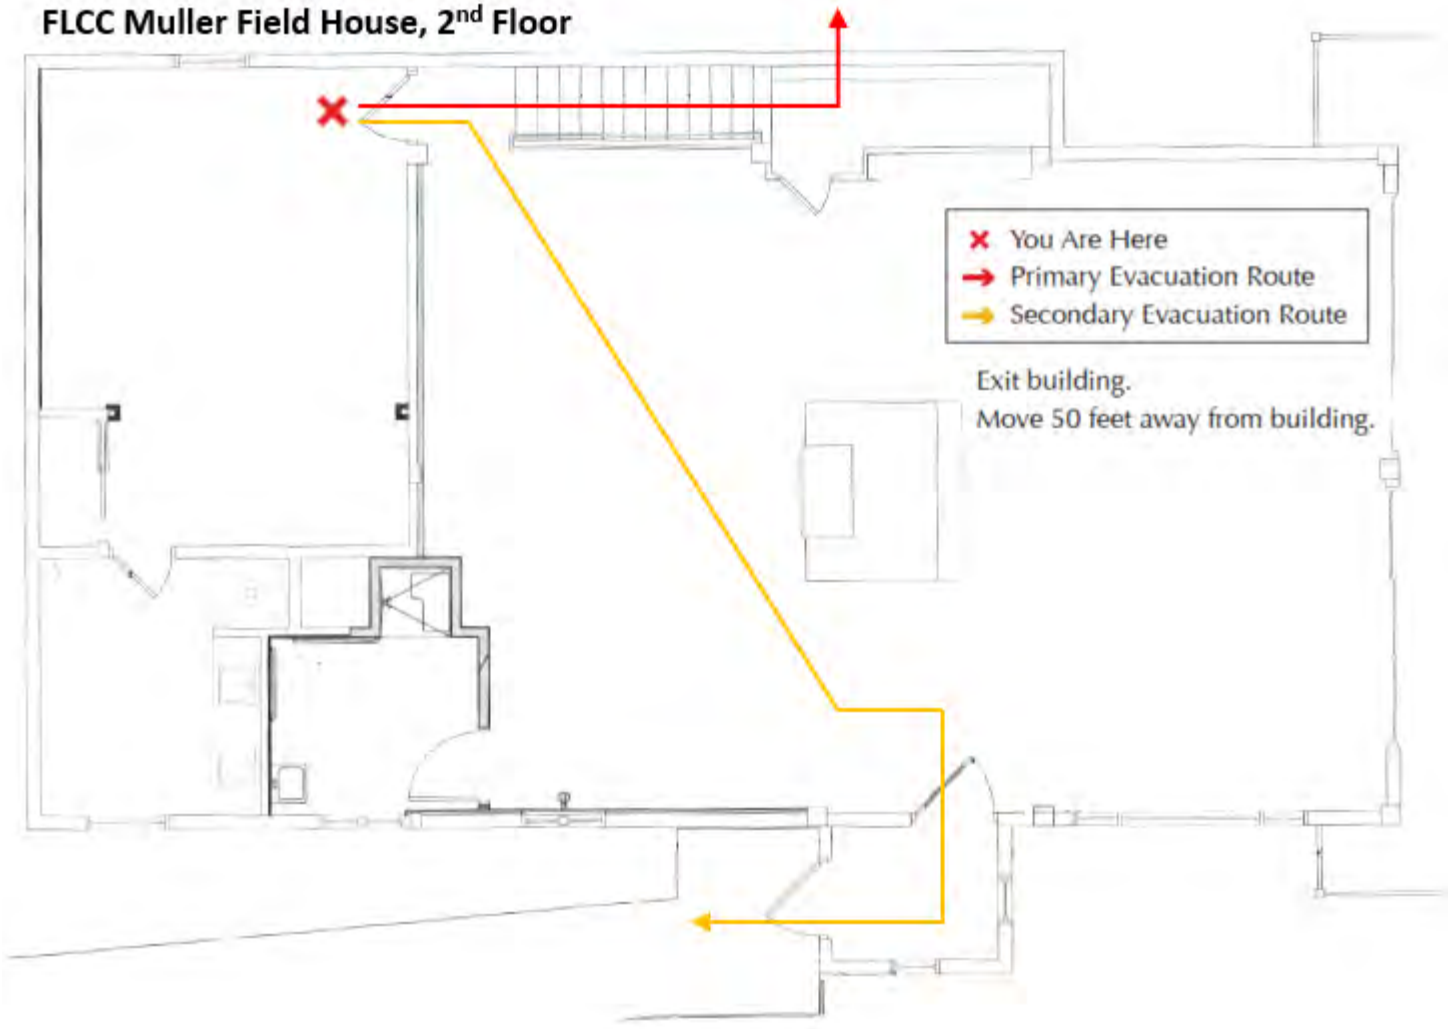 FLCC Muller Field House, 2nd Floor
You Are Here
Primary Evacuation Route
Secondary Evacuation Route
Exit building.
Move 50 feet away from building.